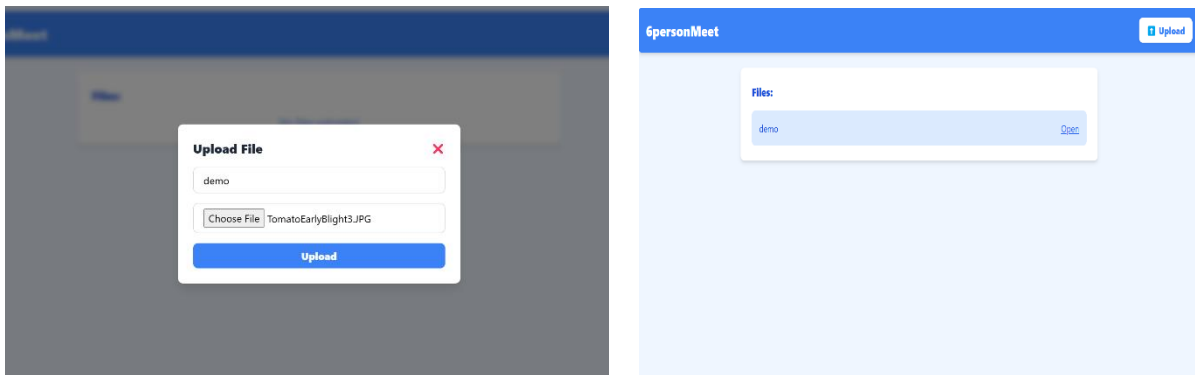 Upload File
demo
Choose File TomatoEarlyBlight3.JPG
Upload
6personMeet
Upload
Files:
demo
Open